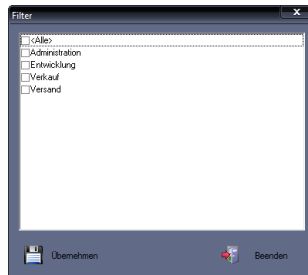 Filter
x
<Alle>
Administration
Entwicklung
Verkauf
Versand
Übernehmen
Beenden